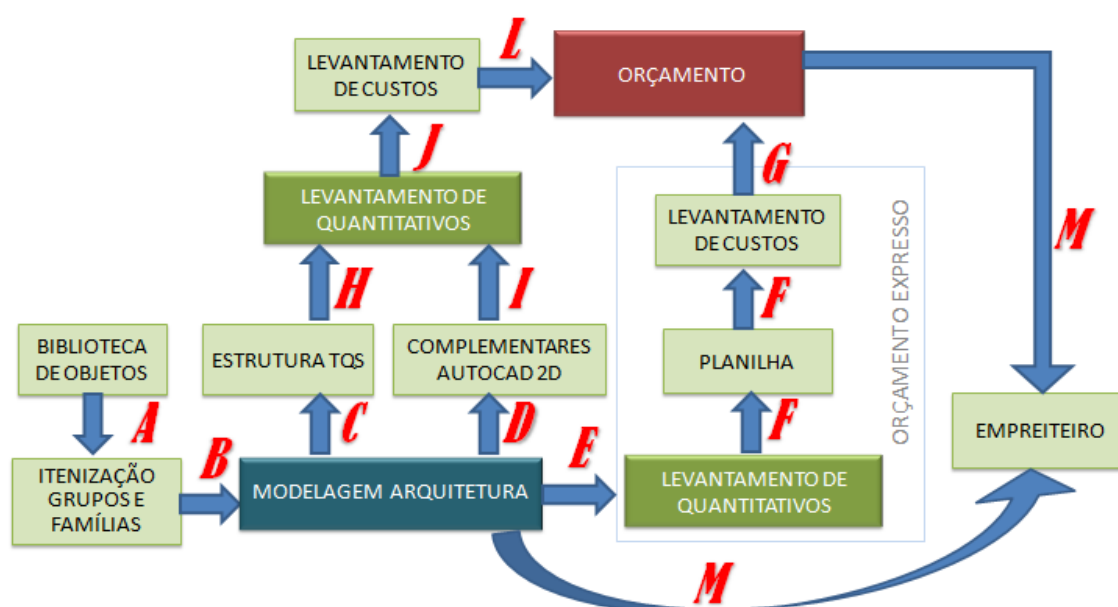 L
LEVANTAMENTO
DE CUSTOS
ORÇAMENTO
J
G
LEVANTAMENTO DE
QUANTITATIVOS
LEVANTAMENTO
DE CUSTOS
ORÇAMENTO EXPRESSO
M
H
I
F
BIBLIOTECA
DE OBJETOS
ESTRUTURA TQS
COMPLEMENTARES
AUTOCAD 2D
PLANILHA
A
C
D
F
EMPREITEIRO
B
E
ITENIZAÇÃO
GRUPOS E
FAMÍLIAS
MODELAGEM ARQUITETURA
LEVANTAMENTO DE
QUANTITATIVOS
M